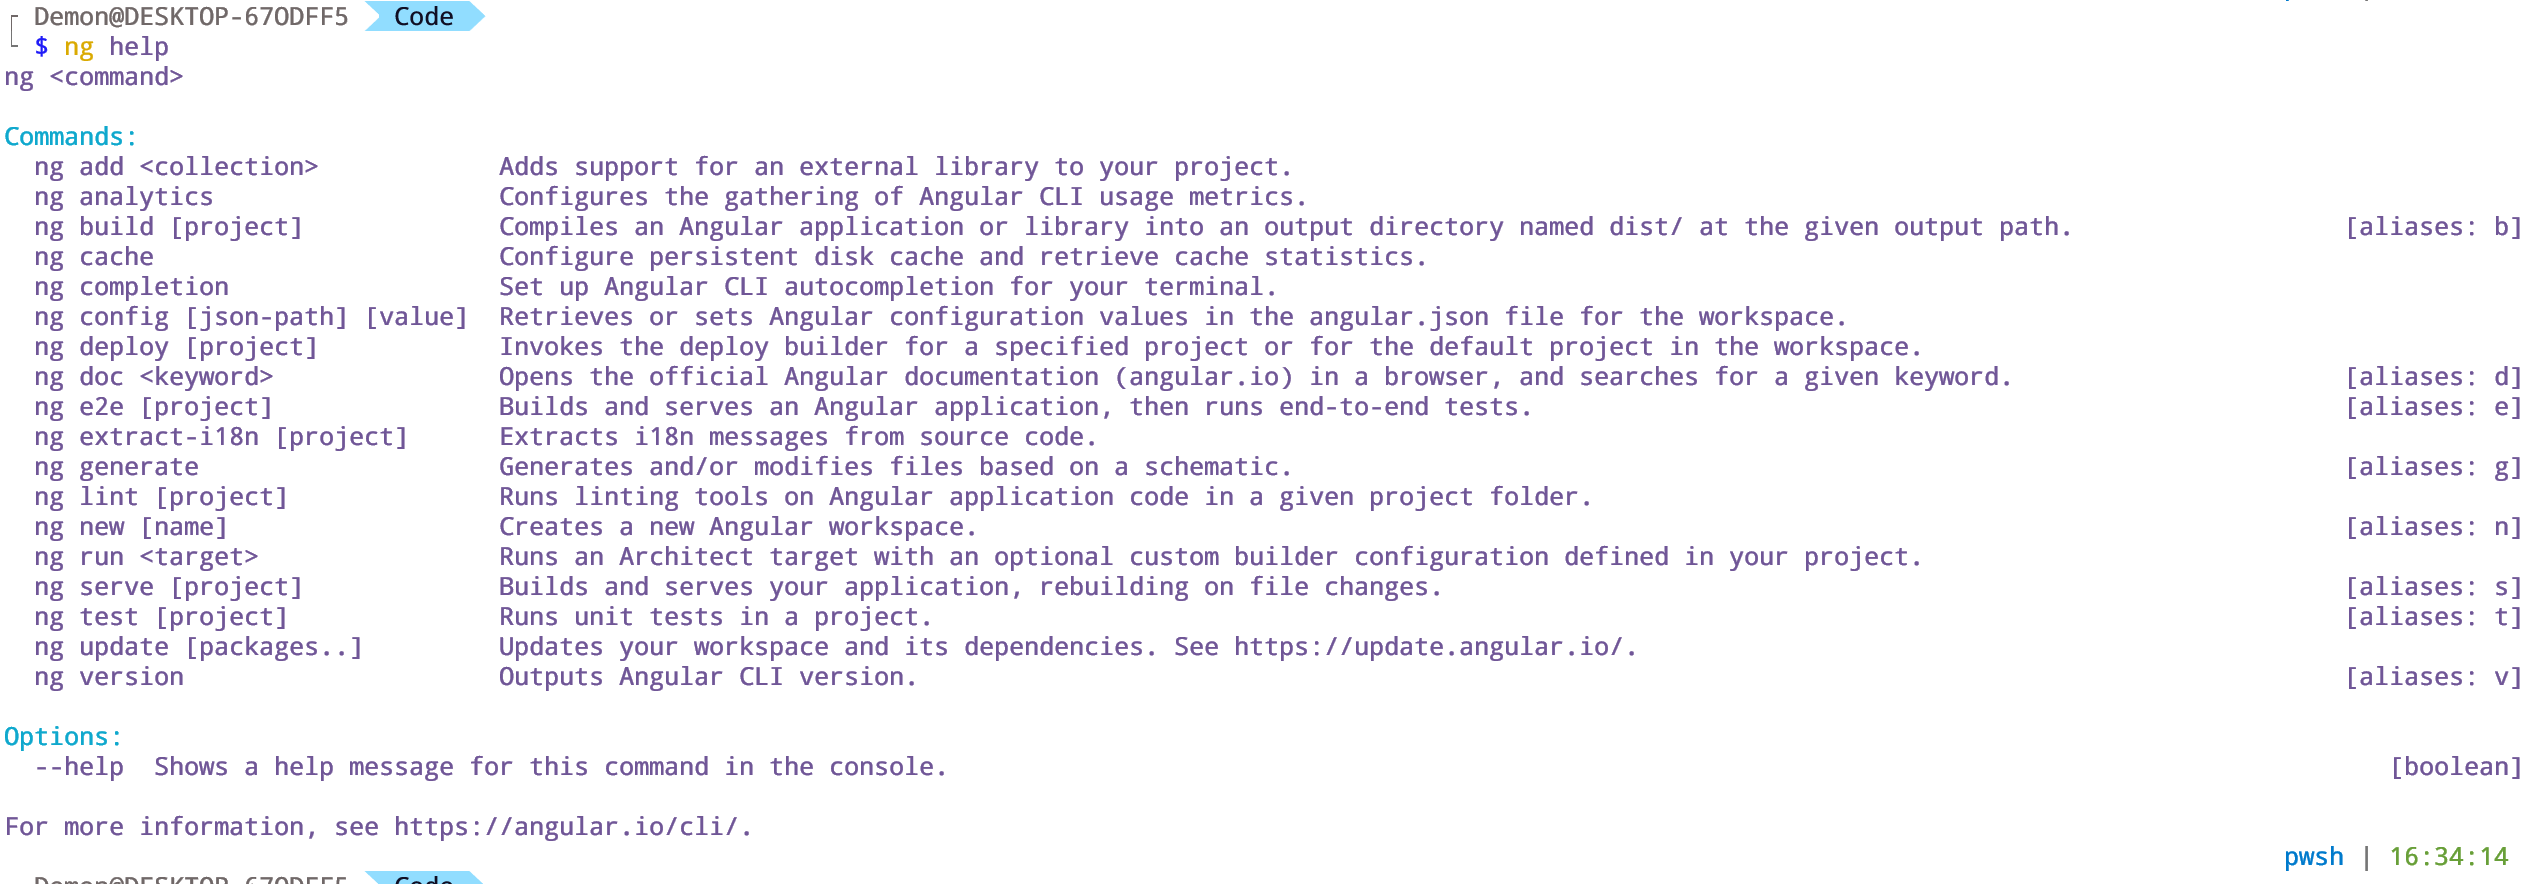 Demon@DESKTOP-67ODFF5 Code
$ ng help
ng <command>
Commands:
ng add <collection> Adds support for an external library to your project.
ng analytics Configures the gathering of Angular CLI usage metrics.
ng build [project] Compiles an Angular application or library into an output directory named dist/ at the given output path. [aliases: b]
ng cache Configure persistent disk cache and retrieve cache statistics.
ng completion Set up Angular CLI autocompletion for your terminal.
ng config [json-path] [value] Retrieves or sets Angular configuration values in the angular.json file for the workspace.
ng deploy [project] Invokes the deploy builder for a specified project or for the default project in the workspace.
ng doc <keyword> Opens the official Angular documentation (angular.io) in a browser, and searches for a given keyword. [aliases: d]
ng e2e [project] Builds and serves an Angular application, then runs end-to-end tests. [aliases: e]
ng extract-i18n [project] Extracts i18n messages from source code.
ng generate Generates and/or modifies files based on a schematic. [aliases: g]
ng lint [project] Runs linting tools on Angular application code in a given project folder.
ng new [name] Creates a new Angular workspace. [aliases: n]
ng run <target> Runs an Architect target with an optional custom builder configuration defined in your project.
ng serve [project] Builds and serves your application, rebuilding on file changes. [aliases: s]
ng test [project] Runs unit tests in a project. [aliases: t]
ng update [packages..] Updates your workspace and its dependencies. See https://update.angular.io/.
ng version Outputs Angular CLI version. [aliases: v]
Options:
--help Shows a help message for this command in the console. [boolean]
For more information, see https://angular.io/cli/.
pwsh | 16:34:14
Demon@DESKTOP-67ODFF5 Code